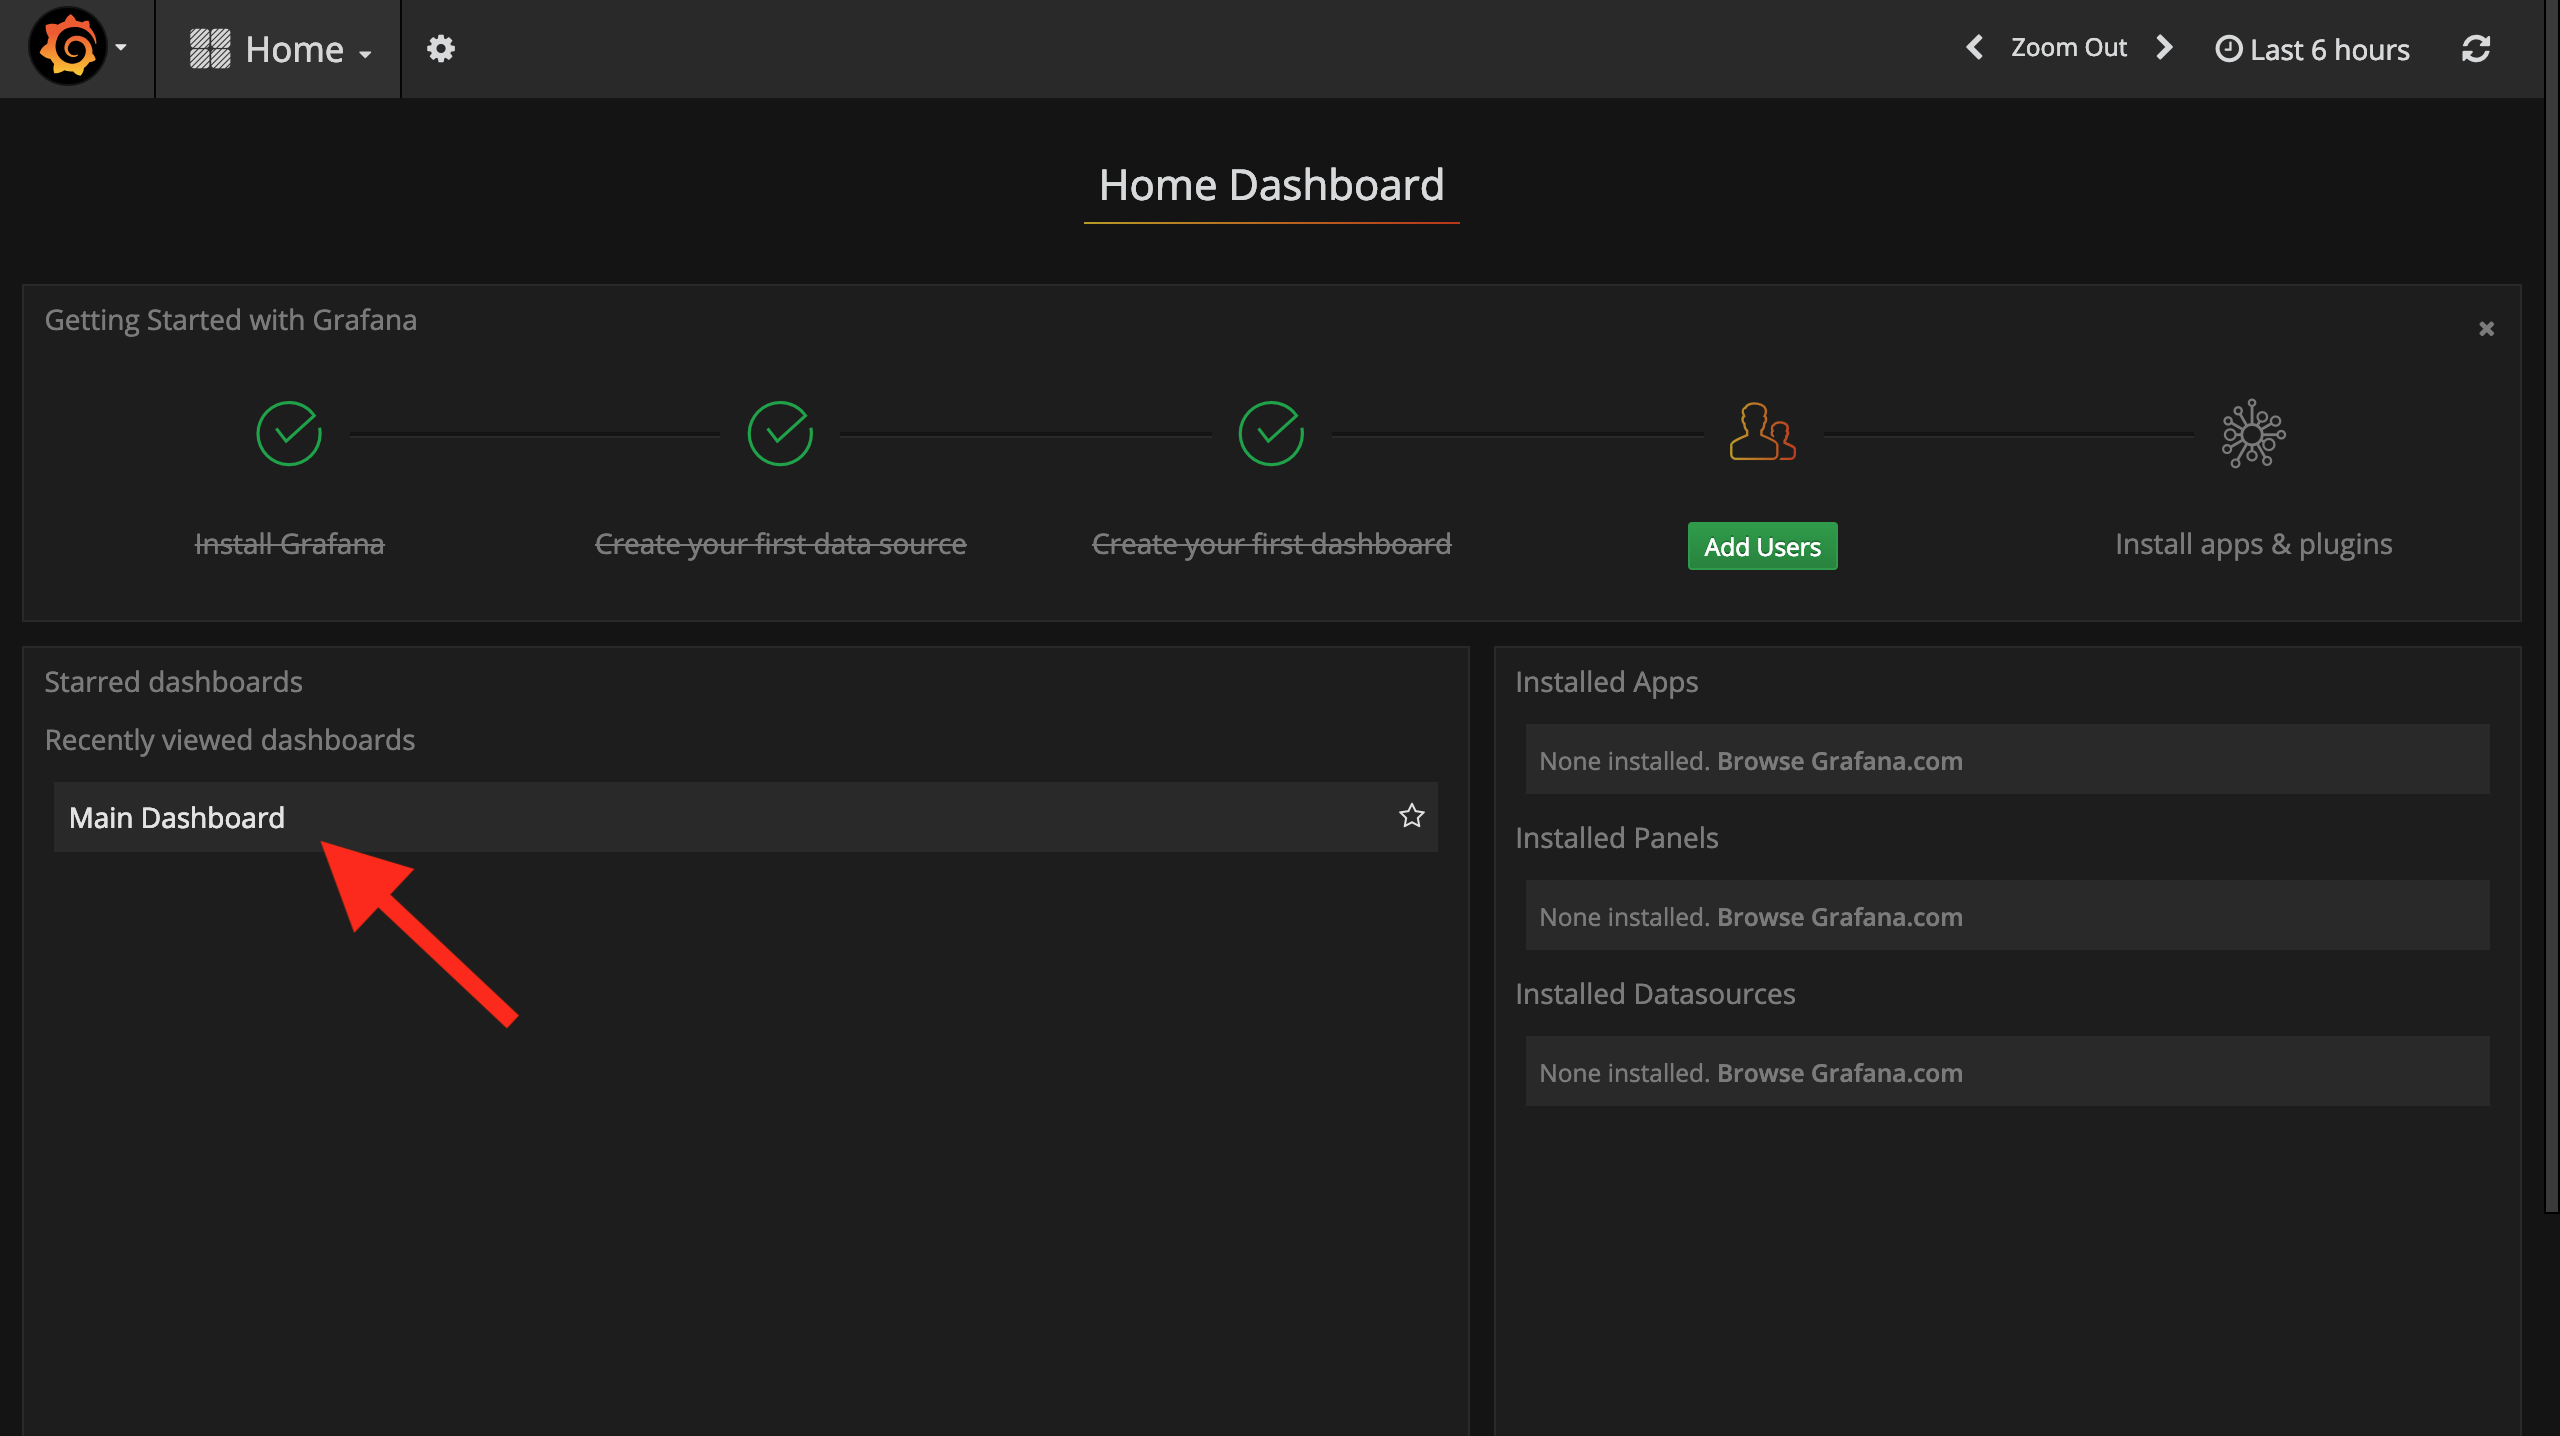 Home
Zoom Out
Last 6 hours
Home Dashboard
Getting Started with Grafana
Install Grafana
Create your first data source
Create your first dashboard
Add Users
Install apps & plugins
Starred dashboards
Recently viewed dashboards
Main Dashboard
Installed Apps
None installed. Browse Grafana.com
Installed Panels
None installed. Browse Grafana.com
Installed Datasources
None installed. Browse Grafana.com